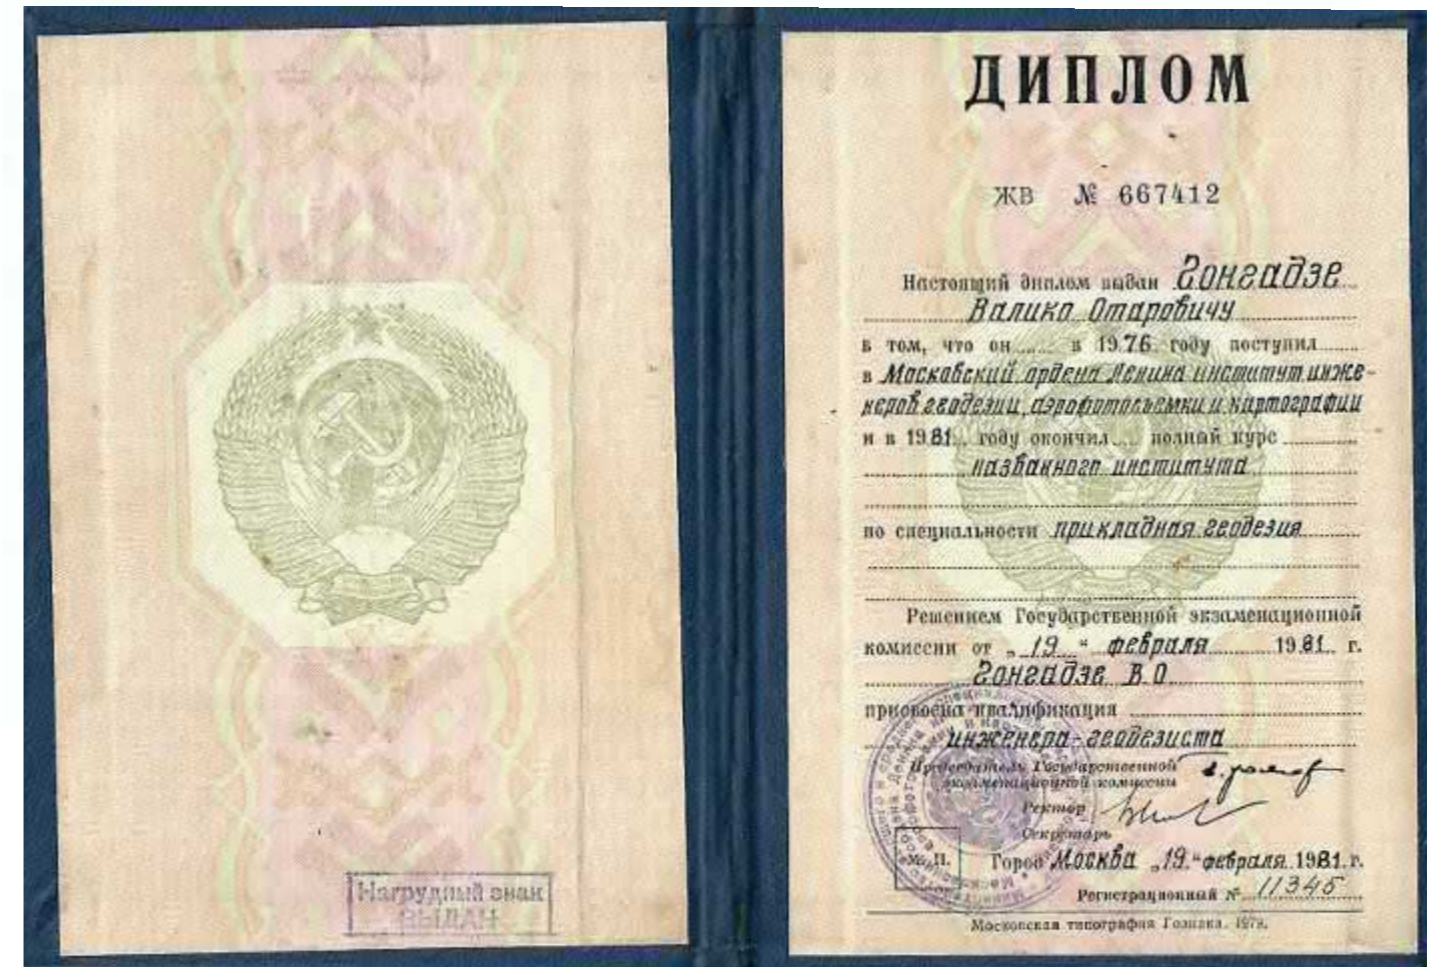 Нагрудный знак
ВЫДАН
ДИПЛОМ
ЖВ № 667412
Настоящий диплом выдан Гонгадзе
Валико Отаровичу
в том, что он в 1976 году поступил
в Московский ордена Ленина институт инже-
неров геодезии, аэрофотосъемки и картографии
и в 1981 году окончил полный курс
названного института
по специальности прикладная геодезия
Решением Государственной экзаменационной
комиссии от „19“ февраля 1981 г.
Гонгадзе В.О
присвоена квалификация
инженера-геодезиста
Председатель Государственной
экзаменационной комиссии
Ректор
Секретарь
М. П.
Город Москва „19“ февраля 1981 г.
Регистрационный № 11345
Московская типография Гознака. 1979.